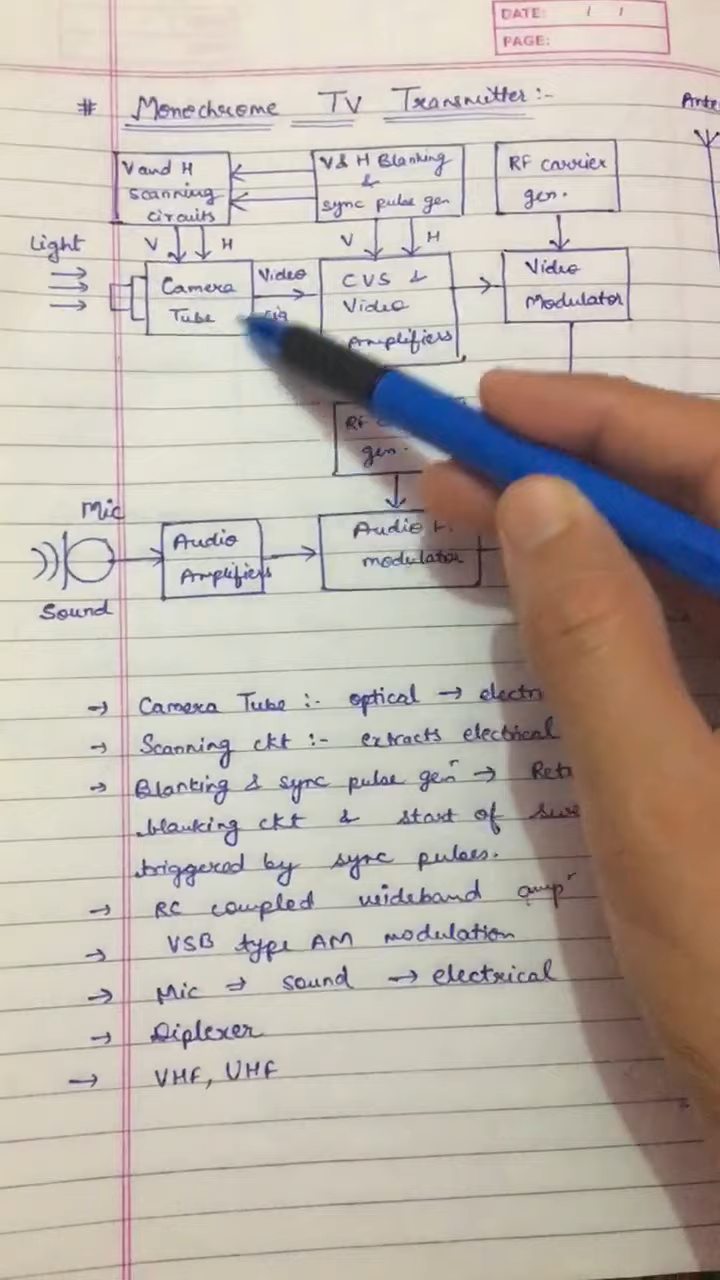 DATE: / /
PAGE:
# Monochrome TV Transmitter :-
V and H scanning circuits
V & H Blanking & sync pulse gen
RF carrier gen.
Light
V H
V H
Camera Tube
Video
CVS & Video Amplifiers
Video Modulator
RF
gen.
Mic
Audio Amplifiers
Audio
modulator
Sound
→ Camera Tube :- optical →
→ Scanning ckt :- extracts electrical
→ Blanking & sync pulse genⁿ →
blanking ckt & start of
triggered by sync pulses.
→ RC coupled wideband ampʳ
→ VSB type AM modulation
→ Mic → sound → electrical
→ Diplexer
→ VHF, UHF